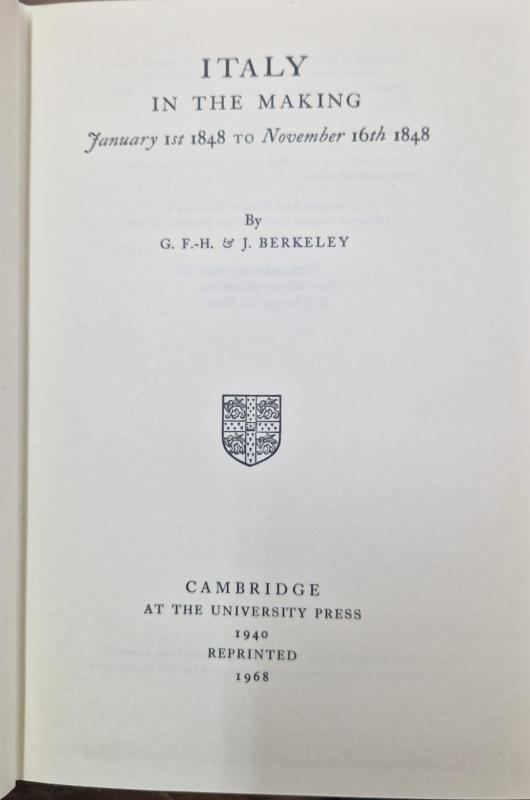 ITALY
IN THE MAKING
January 1st 1848 TO November 16th 1848
By
G. F.-H. & J. BERKELEY
CAMBRIDGE
AT THE UNIVERSITY PRESS
1940
REPRINTED
1968